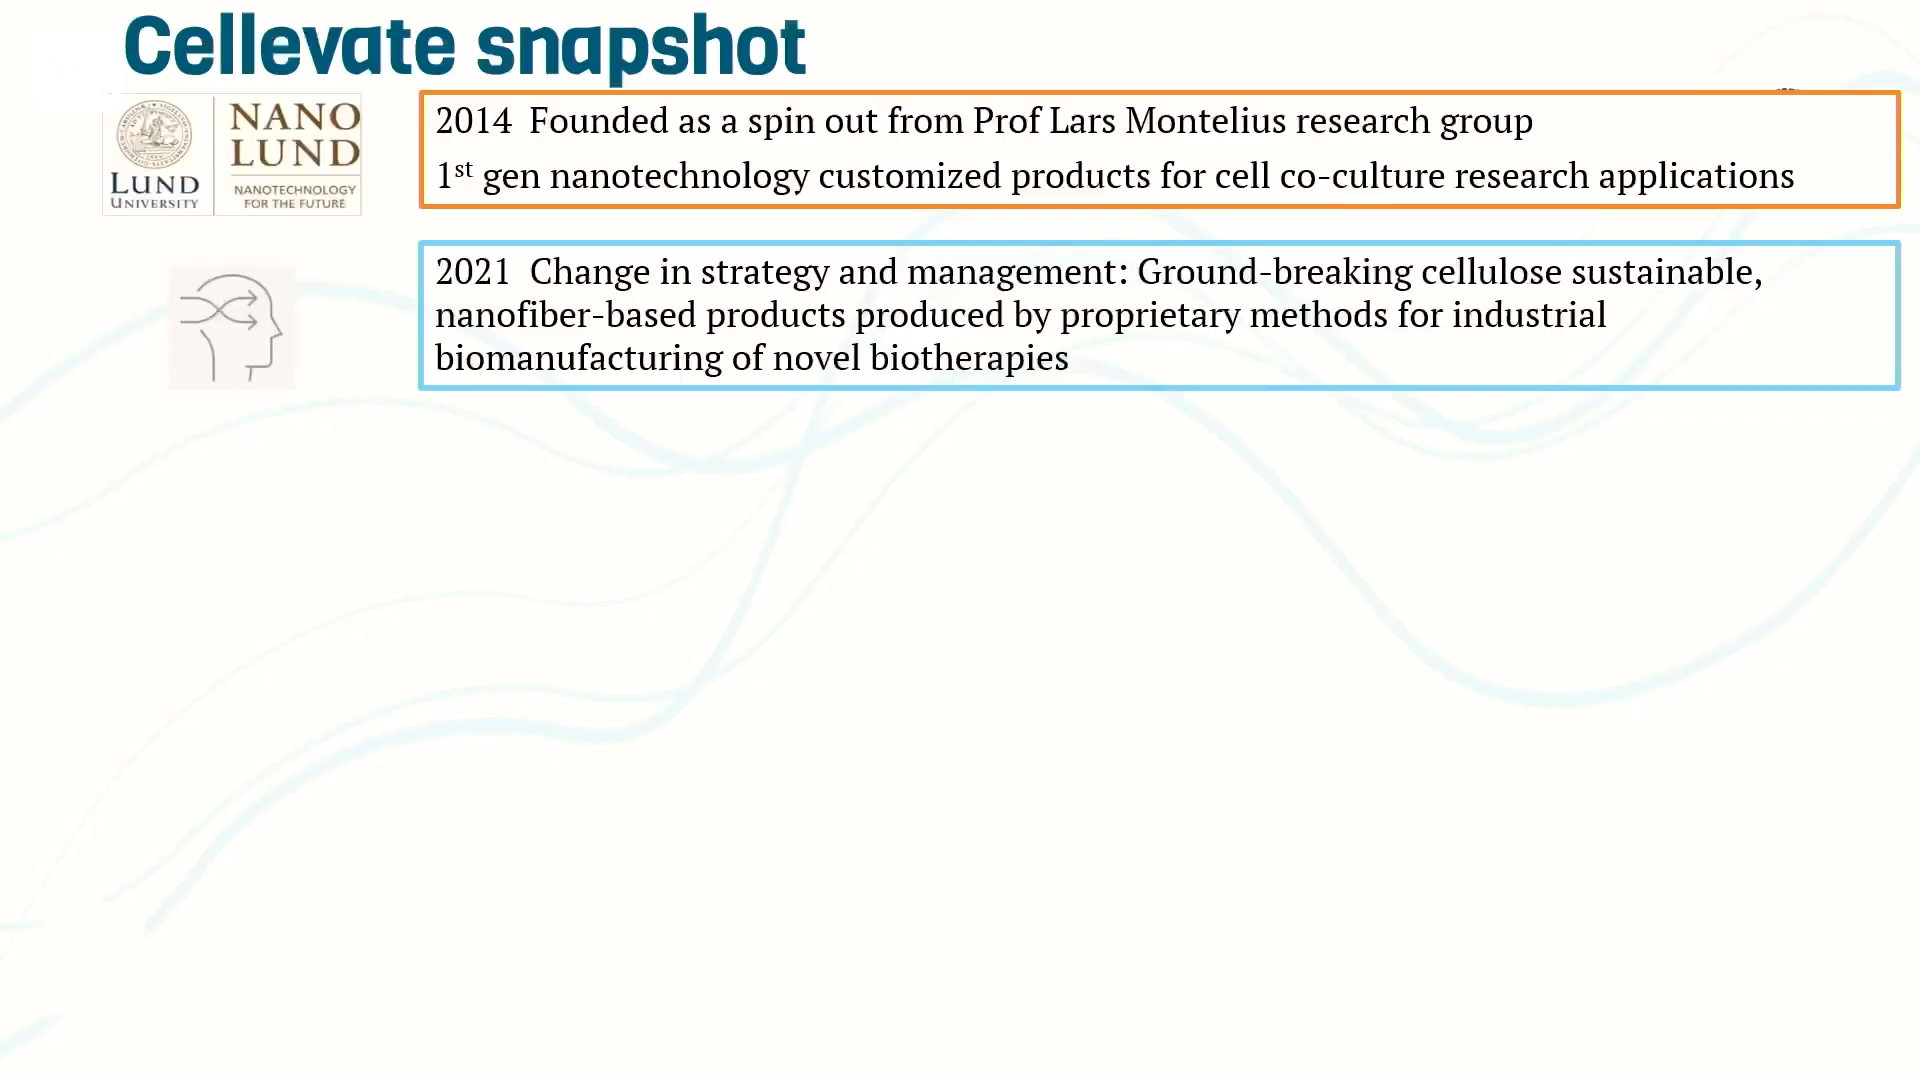 Cellevate snapshot
NANO
LUND
LUND
UNIVERSITY
NANOTECHNOLOGY
FOR THE FUTURE
2014 Founded as a spin out from Prof Lars Montelius research group
1st gen nanotechnology customized products for cell co-culture research applications
2021 Change in strategy and management: Ground-breaking cellulose sustainable,
nanofiber-based products produced by proprietary methods for industrial
biomanufacturing of novel biotherapies